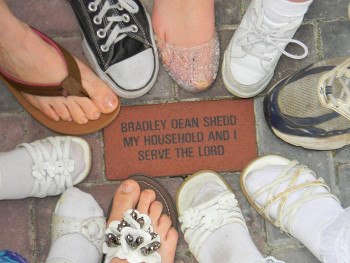 BRADLEY DEAN SHEDD
MY HOUSEHOLD AND I
SERVE THE LORD